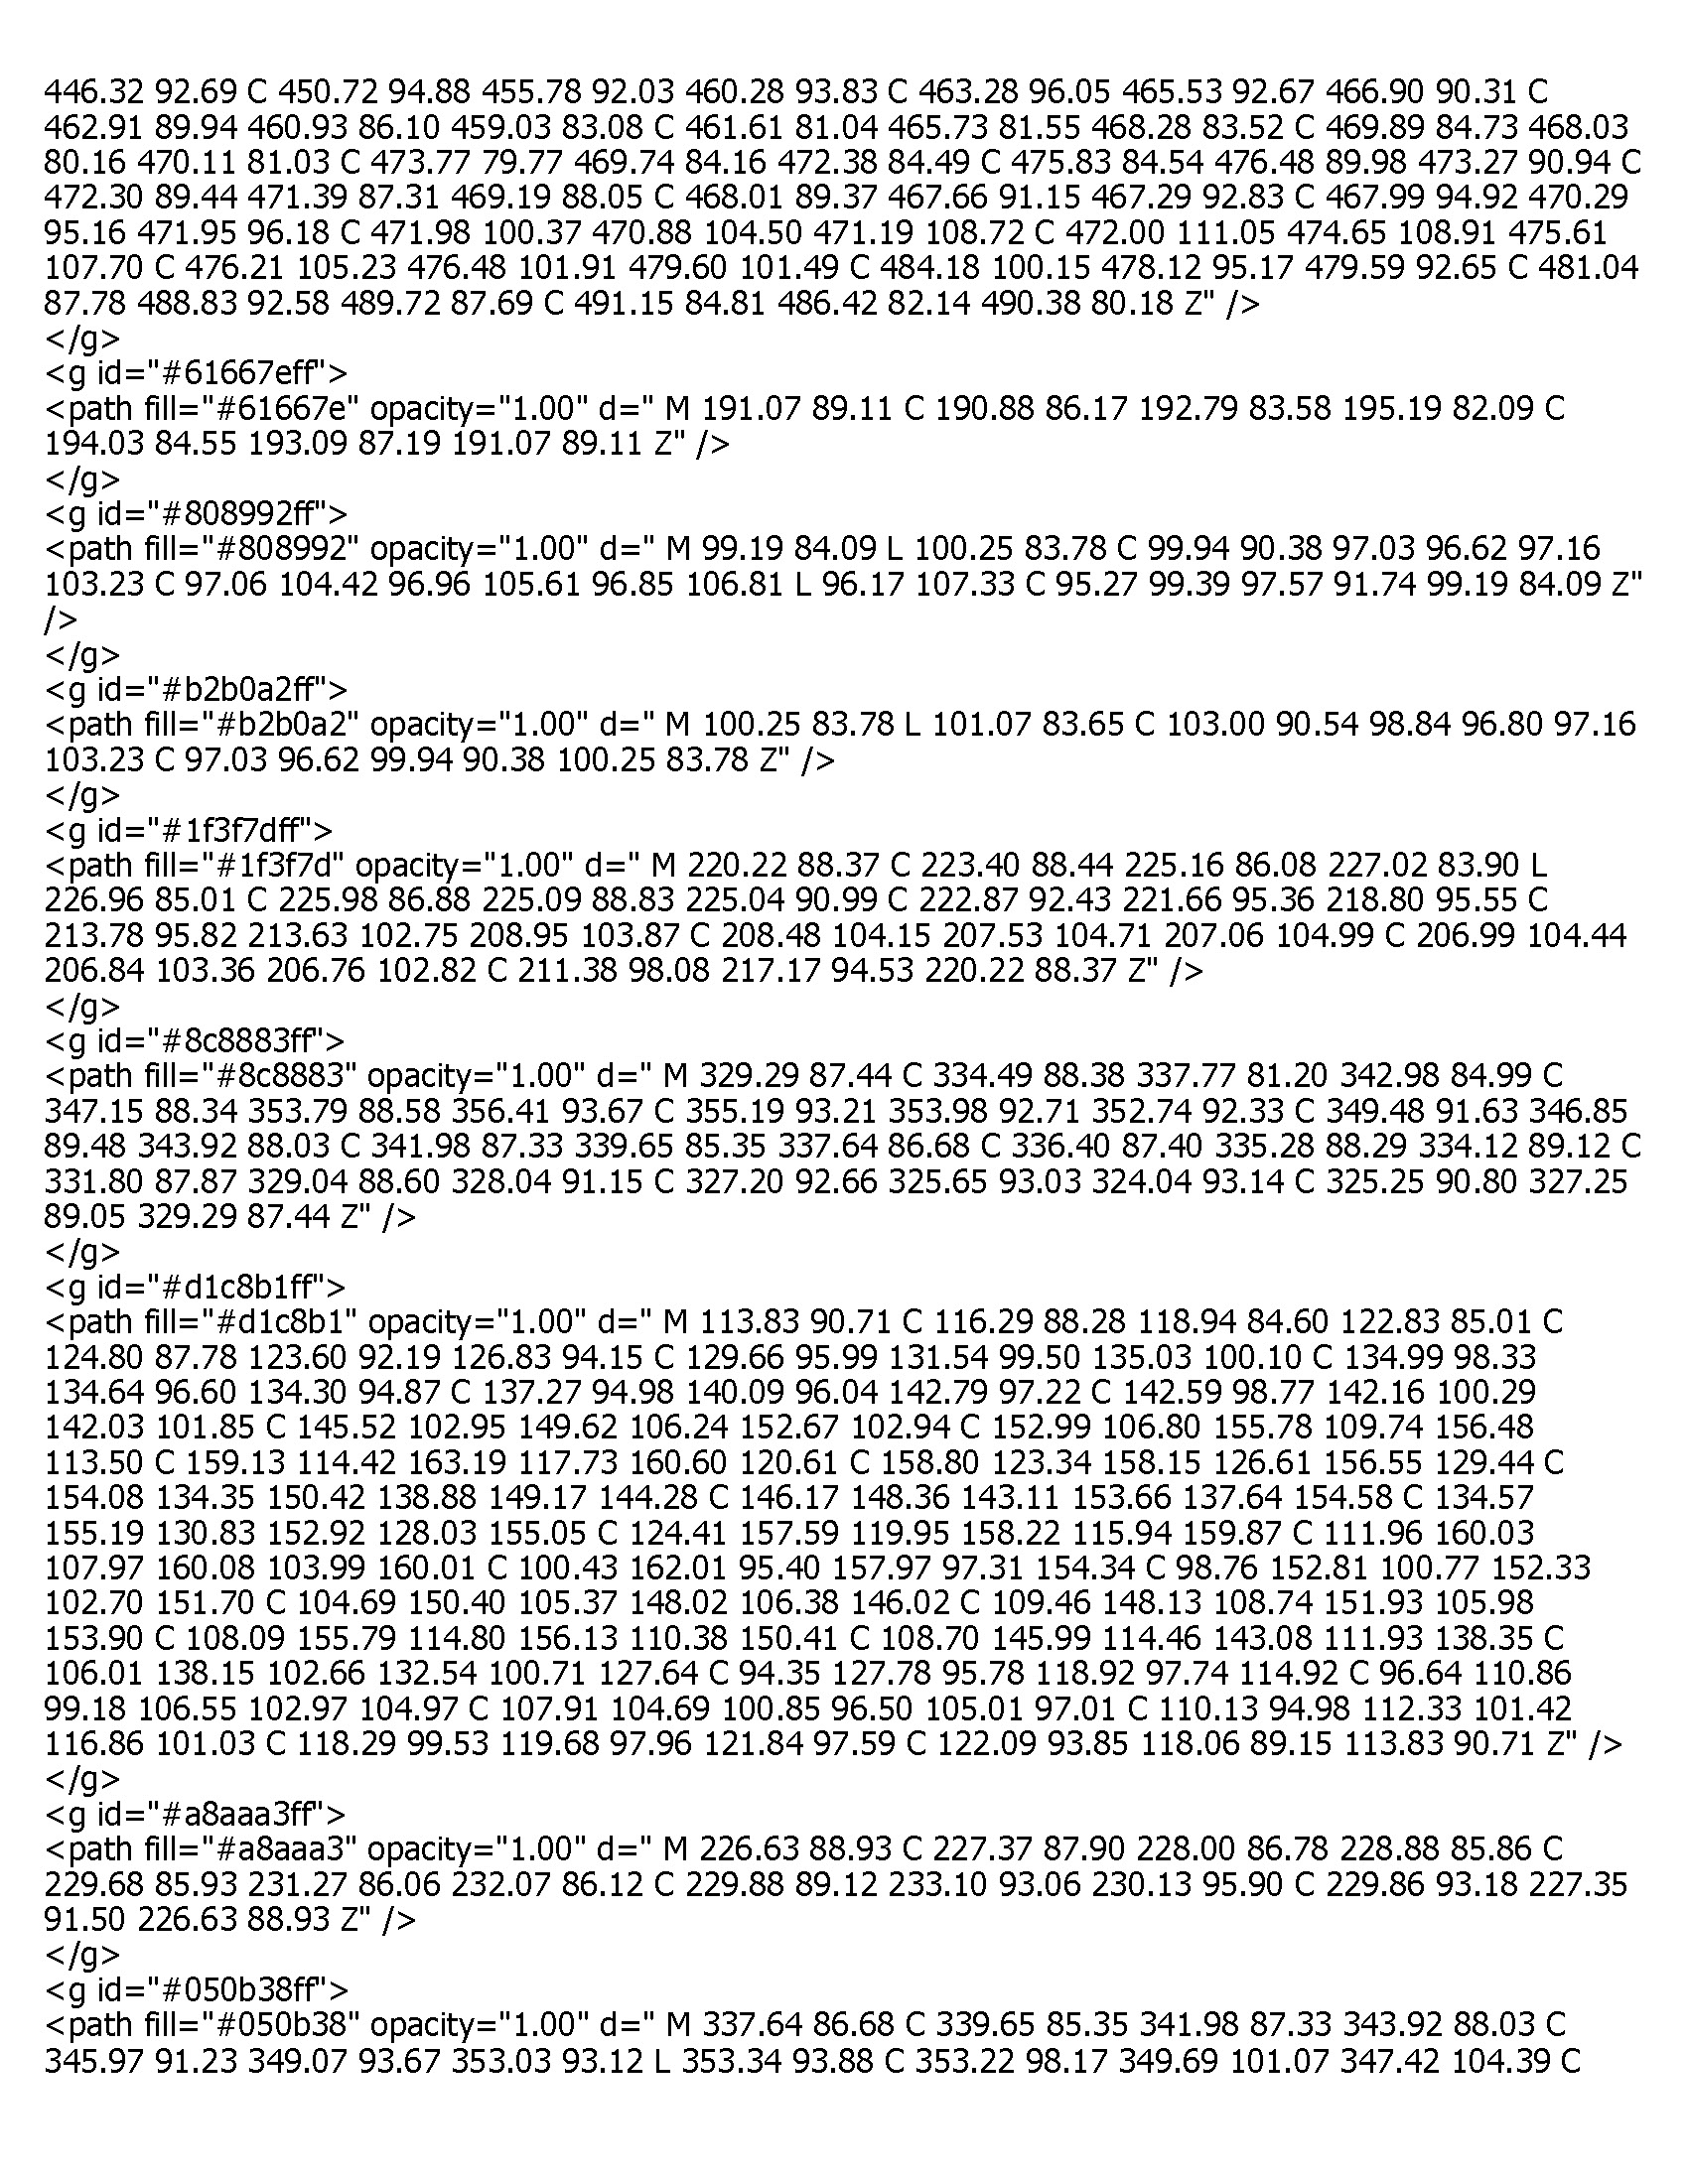 446.32 92.69 C 450.72 94.88 455.78 92.03 460.28 93.83 C 463.28 96.05 465.53 92.67 466.90 90.31 C
462.91 89.94 460.93 86.10 459.03 83.08 C 461.61 81.04 465.73 81.55 468.28 83.52 C 469.89 84.73 468.03
80.16 470.11 81.03 C 473.77 79.77 469.74 84.16 472.38 84.49 C 475.83 84.54 476.48 89.98 473.27 90.94 C
472.30 89.44 471.39 87.31 469.19 88.05 C 468.01 89.37 467.66 91.15 467.29 92.83 C 467.99 94.92 470.29
95.16 471.95 96.18 C 471.98 100.37 470.88 104.50 471.19 108.72 C 472.00 111.05 474.65 108.91 475.61
107.70 C 476.21 105.23 476.48 101.91 479.60 101.49 C 484.18 100.15 478.12 95.17 479.59 92.65 C 481.04
87.78 488.83 92.58 489.72 87.69 C 491.15 84.81 486.42 82.14 490.38 80.18 Z" />
</g>
<g id="#61667eff">
<path fill="#61667e" opacity="1.00" d=" M 191.07 89.11 C 190.88 86.17 192.79 83.58 195.19 82.09 C
194.03 84.55 193.09 87.19 191.07 89.11 Z" />
</g>
<g id="#808992ff">
<path fill="#808992" opacity="1.00" d=" M 99.19 84.09 L 100.25 83.78 C 99.94 90.38 97.03 96.62 97.16
103.23 C 97.06 104.42 96.96 105.61 96.85 106.81 L 96.17 107.33 C 95.27 99.39 97.57 91.74 99.19 84.09 Z"
/>
</g>
<g id="#b2b0a2ff">
<path fill="#b2b0a2" opacity="1.00" d=" M 100.25 83.78 L 101.07 83.65 C 103.00 90.54 98.84 96.80 97.16
103.23 C 97.03 96.62 99.94 90.38 100.25 83.78 Z" />
</g>
<g id="#1f3f7dff">
<path fill="#1f3f7d" opacity="1.00" d=" M 220.22 88.37 C 223.40 88.44 225.16 86.08 227.02 83.90 L
226.96 85.01 C 225.98 86.88 225.09 88.83 225.04 90.99 C 222.87 92.43 221.66 95.36 218.80 95.55 C
213.78 95.82 213.63 102.75 208.95 103.87 C 208.48 104.15 207.53 104.71 207.06 104.99 C 206.99 104.44
206.84 103.36 206.76 102.82 C 211.38 98.08 217.17 94.53 220.22 88.37 Z" />
</g>
<g id="#8c8883ff">
<path fill="#8c8883" opacity="1.00" d=" M 329.29 87.44 C 334.49 88.38 337.77 81.20 342.98 84.99 C
347.15 88.34 353.79 88.58 356.41 93.67 C 355.19 93.21 353.98 92.71 352.74 92.33 C 349.48 91.63 346.85
89.48 343.92 88.03 C 341.98 87.33 339.65 85.35 337.64 86.68 C 336.40 87.40 335.28 88.29 334.12 89.12 C
331.80 87.87 329.04 88.60 328.04 91.15 C 327.20 92.66 325.65 93.03 324.04 93.14 C 325.25 90.80 327.25
89.05 329.29 87.44 Z" />
</g>
<g id="#d1c8b1ff">
<path fill="#d1c8b1" opacity="1.00" d=" M 113.83 90.71 C 116.29 88.28 118.94 84.60 122.83 85.01 C
124.80 87.78 123.60 92.19 126.83 94.15 C 129.66 95.99 131.54 99.50 135.03 100.10 C 134.99 98.33
134.64 96.60 134.30 94.87 C 137.27 94.98 140.09 96.04 142.79 97.22 C 142.59 98.77 142.16 100.29
142.03 101.85 C 145.52 102.95 149.62 106.24 152.67 102.94 C 152.99 106.80 155.78 109.74 156.48
113.50 C 159.13 114.42 163.19 117.73 160.60 120.61 C 158.80 123.34 158.15 126.61 156.55 129.44 C
154.08 134.35 150.42 138.88 149.17 144.28 C 146.17 148.36 143.11 153.66 137.64 154.58 C 134.57
155.19 130.83 152.92 128.03 155.05 C 124.41 157.59 119.95 158.22 115.94 159.87 C 111.96 160.03
107.97 160.08 103.99 160.01 C 100.43 162.01 95.40 157.97 97.31 154.34 C 98.76 152.81 100.77 152.33
102.70 151.70 C 104.69 150.40 105.37 148.02 106.38 146.02 C 109.46 148.13 108.74 151.93 105.98
153.90 C 108.09 155.79 114.80 156.13 110.38 150.41 C 108.70 145.99 114.46 143.08 111.93 138.35 C
106.01 138.15 102.66 132.54 100.71 127.64 C 94.35 127.78 95.78 118.92 97.74 114.92 C 96.64 110.86
99.18 106.55 102.97 104.97 C 107.91 104.69 100.85 96.50 105.01 97.01 C 110.13 94.98 112.33 101.42
116.86 101.03 C 118.29 99.53 119.68 97.96 121.84 97.59 C 122.09 93.85 118.06 89.15 113.83 90.71 Z" />
</g>
<g id="#a8aaa3ff">
<path fill="#a8aaa3" opacity="1.00" d=" M 226.63 88.93 C 227.37 87.90 228.00 86.78 228.88 85.86 C
229.68 85.93 231.27 86.06 232.07 86.12 C 229.88 89.12 233.10 93.06 230.13 95.90 C 229.86 93.18 227.35
91.50 226.63 88.93 Z" />
</g>
<g id="#050b38ff">
<path fill="#050b38" opacity="1.00" d=" M 337.64 86.68 C 339.65 85.35 341.98 87.33 343.92 88.03 C
345.97 91.23 349.07 93.67 353.03 93.12 L 353.34 93.88 C 353.22 98.17 349.69 101.07 347.42 104.39 C